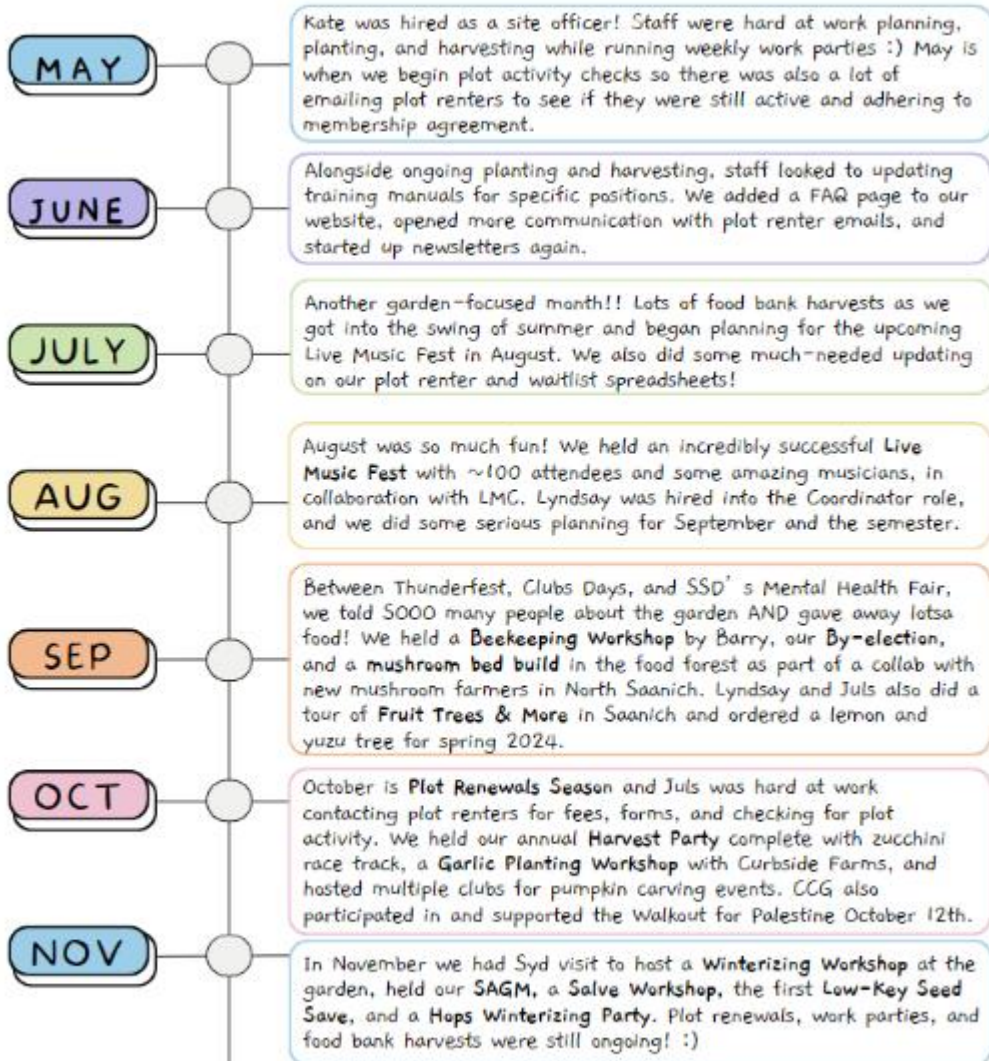 MAY
Kate was hired as a site officer! Staff were hard at work planning,
planting, and harvesting while running weekly work parties :) May is
when we begin plot activity checks so there was also a lot of
emailing plot renters to see if they were still active and adhering to
membership agreement.
JUNE
Alongside ongoing planting and harvesting, staff looked to updating
training manuals for specific positions. We added a FAQ page to our
website, opened more communication with plot renter emails, and
started up newsletters again.
JULY
Another garden-focused month!! Lots of food bank harvests as we
got into the swing of summer and began planning for the upcoming
Live Music Fest in August. We also did some much-needed updating
on our plot renter and waitlist spreadsheets!
AUG
August was so much fun! We held an incredibly successful Live
Music Fest with ~100 attendees and some amazing musicians, in
collaboration with LMC. Lyndsay was hired into the Coordinator role,
and we did some serious planning for September and the semester.
SEP
Between Thunderfest, Clubs Days, and SSD's Mental Health Fair,
we told 5000 many people about the garden AND gave away lotsa
food! We held a Beekeeping Workshop by Barry, our By-election,
and a mushroom bed build in the food forest as part of a collab with
new mushroom farmers in North Saanich. Lyndsay and Juls also did a
tour of Fruit Trees & More in Saanich and ordered a lemon and
yuzu tree for spring 2024.
OCT
October is Plot Renewals Season and Juls was hard at work
contacting plot renters for fees, forms, and checking for plot
activity. We held our annual Harvest Party complete with zucchini
race track, a Garlic Planting Workshop with Curbside Farms, and
hosted multiple clubs for pumpkin carving events. CCG also
participated in and supported the Walkout for Palestine October 12th.
NOV
In November we had Syd visit to host a Winterizing Workshop at the
garden, held our SAGM, a Salve Workshop, the first Low-Key Seed
Save, and a Hops Winterizing Party. Plot renewals, work parties, and
food bank harvests were still ongoing! :)